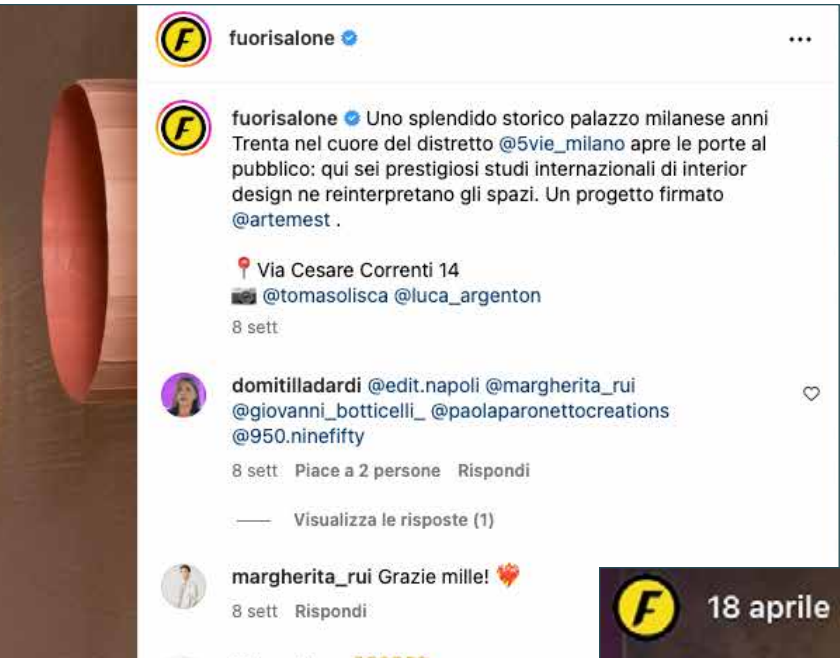 fuorisalone
fuorisalone Uno splendido storico palazzo milanese anni
Trenta nel cuore del distretto @5vie_milano apre le porte al
pubblico: qui sei prestigiosi studi internazionali di interior
design ne reinterpretano gli spazi. Un progetto firmato
@artemest .
📍Via Cesare Correnti 14
📷 @tomasolisca @luca_argenton
8 sett
domitilladardi @edit.napoli @margherita_rui
@giovanni_botticelli_ @paolaparonettocreations
@950.ninefifty
8 sett Piace a 2 persone Rispondi
Visualizza le risposte (1)
margherita_rui Grazie mille! ❤️‍🔥
8 sett Rispondi
F 18 aprile